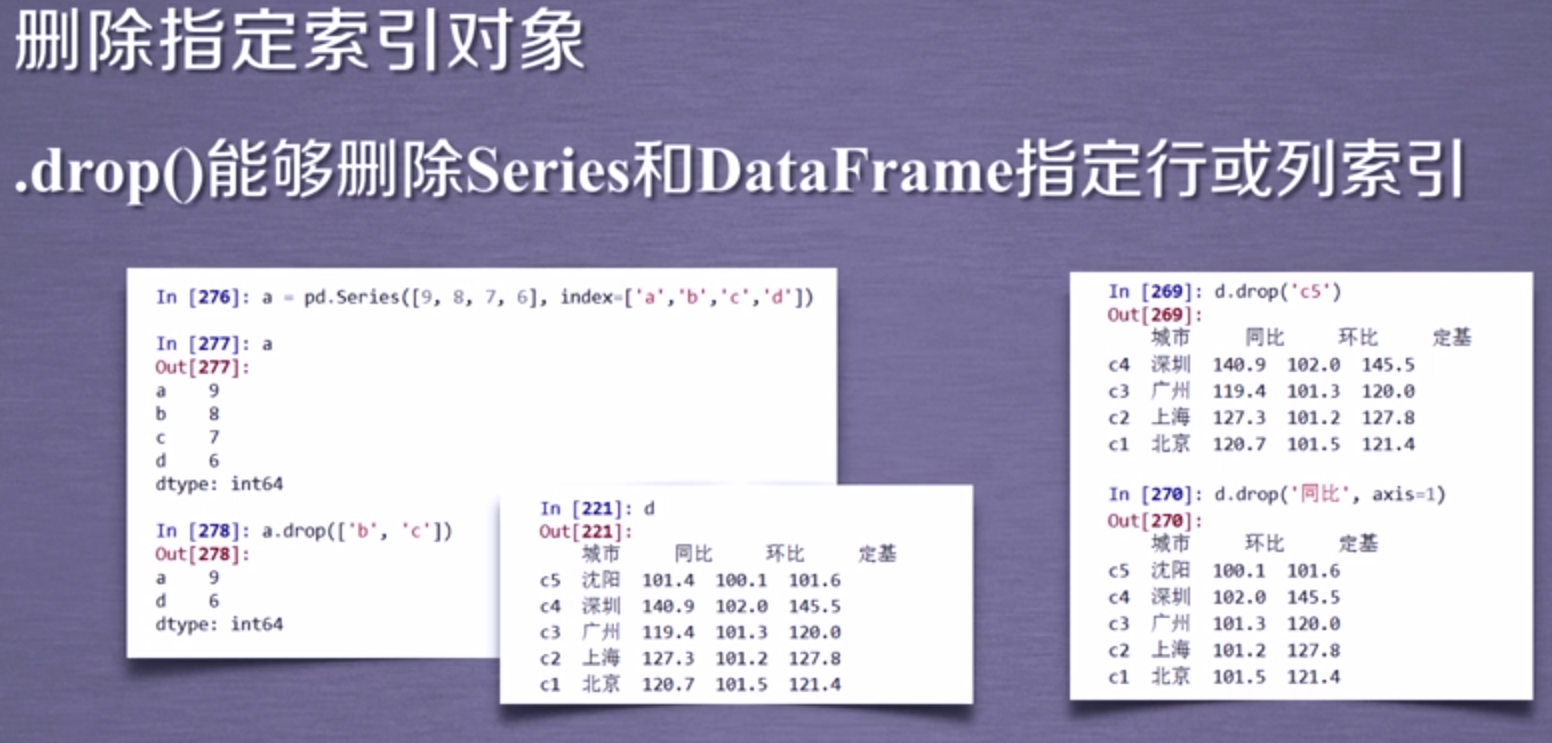 删除指定索引对象
.drop()能够删除Series和DataFrame指定行或列索引
In [276]: a = pd.Series([9, 8, 7, 6], index=['a','b','c','d'])
In [277]: a
Out[277]:
a 9
b 8
c 7
d 6
dtype: int64
In [278]: a.drop(['b', 'c'])
Out[278]:
a 9
d 6
dtype: int64
In [221]: d
Out[221]:
城市 同比 环比 定基
c5 沈阳 101.4 100.1 101.6
c4 深圳 140.9 102.0 145.5
c3 广州 119.4 101.3 120.0
c2 上海 127.3 101.2 127.8
c1 北京 120.7 101.5 121.4
In [269]: d.drop('c5')
Out[269]:
城市 同比 环比 定基
c4 深圳 140.9 102.0 145.5
c3 广州 119.4 101.3 120.0
c2 上海 127.3 101.2 127.8
c1 北京 120.7 101.5 121.4
In [270]: d.drop('同比', axis=1)
Out[270]:
城市 环比 定基
c5 沈阳 100.1 101.6
c4 深圳 102.0 145.5
c3 广州 101.3 120.0
c2 上海 101.2 127.8
c1 北京 101.5 121.4